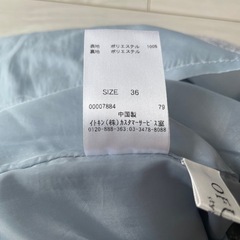 表地 ポリエステル 100%
裏地 ポリエステル
SIZE 36
00007884 79
中国製
イトキン(株)カスタマーサービス室
0120-888-363:03-3478-8088
OFU